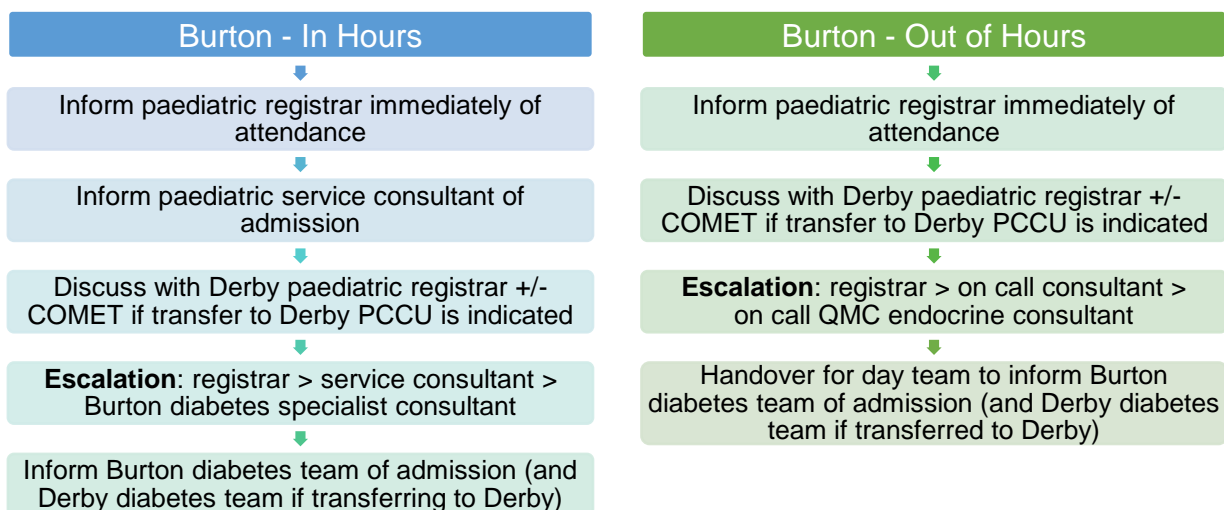 Burton - In Hours
Inform paediatric registrar immediately of
attendance
Inform paediatric service consultant of
admission
Discuss with Derby paediatric registrar +/-
COMET if transfer to Derby PCCU is indicated
Escalation: registrar > service consultant >
Burton diabetes specialist consultant
Inform Burton diabetes team of admission (and
Derby diabetes team if transferring to Derby)
Burton - Out of Hours
Inform paediatric registrar immediately of
attendance
Discuss with Derby paediatric registrar +/-
COMET if transfer to Derby PCCU is indicated
Escalation: registrar > on call consultant >
on call QMC endocrine consultant
Handover for day team to inform Burton
diabetes team of admission (and Derby diabetes
team if transferred to Derby)